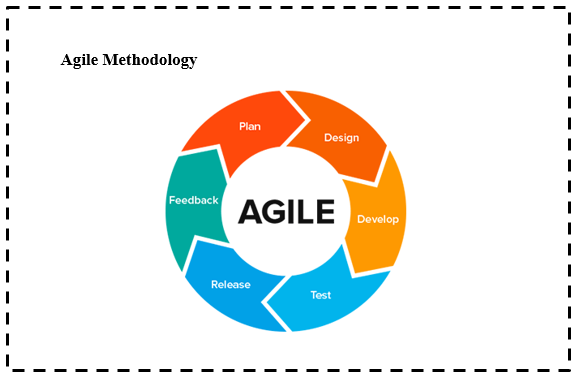 Agile Methodology
Plan
Design
Develop
Test
Release
Feedback
AGILE